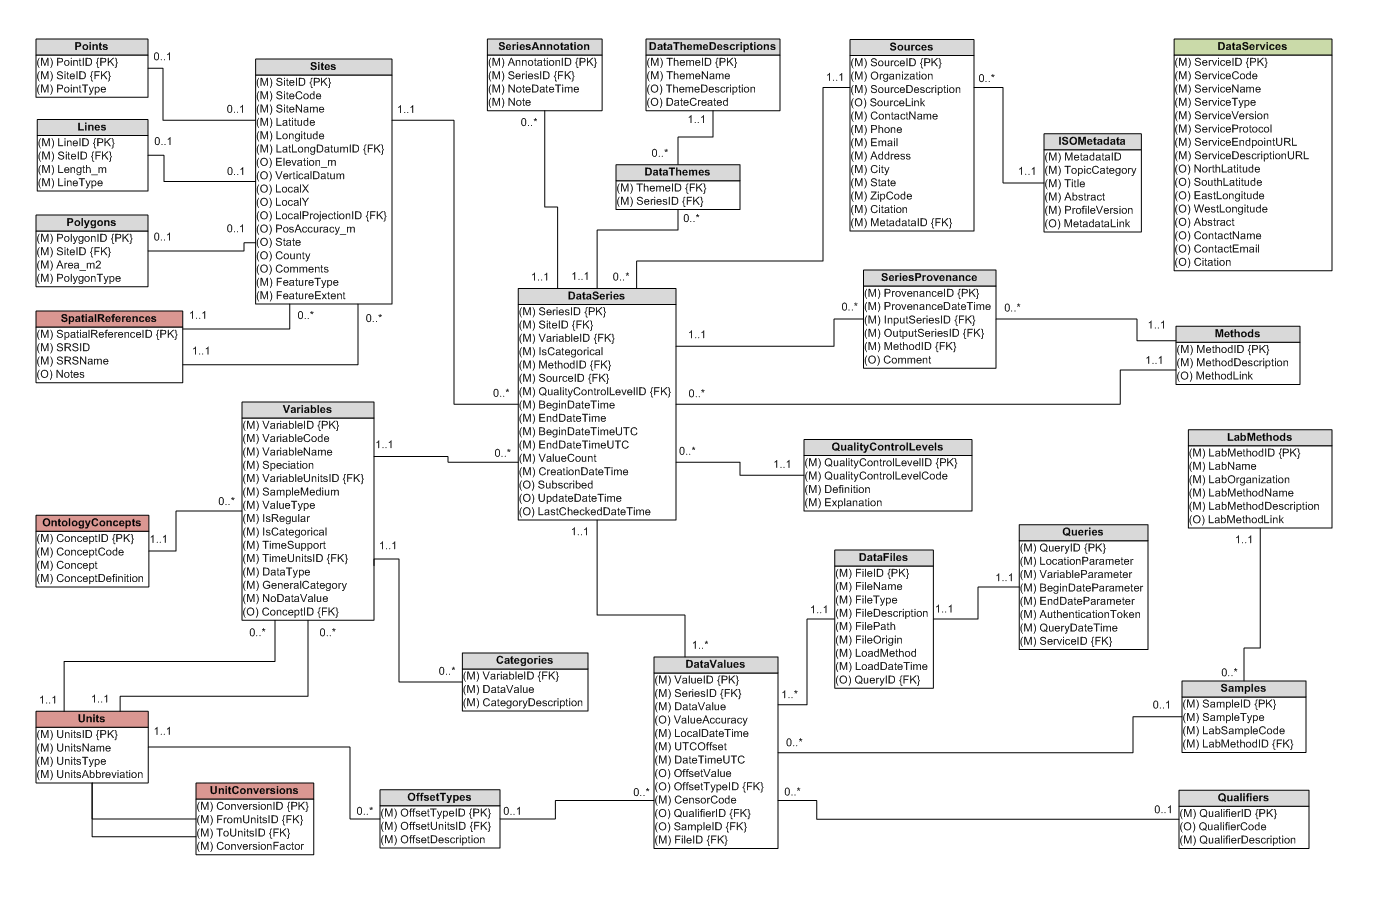 Points
(M) PointID {PK}
(M) SiteID {FK}
(M) PointType
0..1
0..1
Lines
(M) LineID {PK}
(M) SiteID {FK}
(M) Length_m
(M) LineType
0..1
0..1
Polygons
(M) PolygonID {PK}
(M) SiteID {FK}
(M) Area_m2
(M) PolygonType
0..1
0..1
Sites
(M) SiteID {PK}
(M) SiteCode
(M) SiteName
(M) Latitude
(M) Longitude
(M) LatLongDatumID {FK}
(O) Elevation_m
(O) VerticalDatum
(O) LocalX
(O) LocalY
(O) LocalProjectionID {FK}
(O) PosAccuracy_m
(O) State
(O) County
(O) Comments
(M) FeatureType
(M) FeatureExtent
1..1
0..*
0..*
SpatialReferences
(M) SpatialReferenceID {PK}
(M) SRSID
(M) SRSName
(O) Notes
1..1
1..1
SeriesAnnotation
(M) AnnotationID {PK}
(M) SeriesID {FK}
(M) NoteDateTime
(M) Note
0..*
DataThemeDescriptions
(M) ThemeID {PK}
(M) ThemeName
(O) ThemeDescription
(O) DateCreated
1..1
0..*
DataThemes
(M) ThemeID {FK}
(M) SeriesID {FK}
0..*
Sources
(M) SourceID {PK}
(M) Organization
(M) SourceDescription
(O) SourceLink
(M) ContactName
(M) Phone
(M) Email
(M) Address
(M) City
(M) State
(M) ZipCode
(M) Citation
(M) MetadataID {FK}
1..1
0..*
ISOMetadata
(M) MetadataID
(M) TopicCategory
(M) Title
(M) Abstract
(M) ProfileVersion
(O) MetadataLink
1..1
DataServices
(M) ServiceID {PK}
(M) ServiceCode
(M) ServiceName
(M) ServiceType
(M) ServiceVersion
(M) ServiceProtocol
(M) ServiceEndpointURL
(M) ServiceDescriptionURL
(O) NorthLatitude
(O) SouthLatitude
(O) EastLongitude
(O) WestLongitude
(O) Abstract
(O) ContactName
(O) ContactEmail
(O) Citation
1..1
1..1
0..*
DataSeries
(M) SeriesID {PK}
(M) SiteID {FK}
(M) VariableID {FK}
(M) IsCategorical
(M) MethodID {FK}
(M) SourceID {FK}
(M) QualityControlLevelID {FK}
(M) BeginDateTime
(M) EndDateTime
(M) BeginDateTimeUTC
(M) EndDateTimeUTC
(M) ValueCount
(M) CreationDateTime
(O) Subscribed
(O) UpdateDateTime
(O) LastCheckedDateTime
0..*
0..*
1..1
0..*
0..*
1..1
SeriesProvenance
(M) ProvenanceID {PK}
(M) ProvenanceDateTime
(M) InputSeriesID {FK}
(M) OutputSeriesID {FK}
(M) MethodID {FK}
(O) Comment
0..*
0..*
Methods
(M) MethodID {PK}
(M) MethodDescription
(O) MethodLink
1..1
1..1
QualityControlLevels
(M) QualityControlLevelID {PK}
(M) QualityControlLevelCode
(M) Definition
(M) Explanation
1..1
Variables
(M) VariableID {PK}
(M) VariableCode
(M) VariableName
(M) Speciation
(M) VariableUnitsID {FK}
(M) SampleMedium
(M) ValueType
(M) IsRegular
(M) IsCategorical
(M) TimeSupport
(M) TimeUnitsID {FK}
(M) DataType
(M) GeneralCategory
(M) NoDataValue
(O) ConceptID {FK}
1..1
0..*
1..1
0..*
0..*
OntologyConcepts
(M) ConceptID {PK}
(M) ConceptCode
(M) Concept
(M) ConceptDefinition
1..1
Categories
(M) VariableID {FK}
(M) DataValue
(M) CategoryDescription
0..*
Units
(M) UnitsID {PK}
(M) UnitsName
(M) UnitsType
(M) UnitsAbbreviation
1..1
1..1
1..1
UnitConversions
(M) ConversionID {PK}
(M) FromUnitsID {FK}
(M) ToUnitsID {FK}
(M) ConversionFactor
OffsetTypes
(M) OffsetTypeID {PK}
(M) OffsetUnitsID {FK}
(M) OffsetDescription
0..*
0..1
DataValues
(M) ValueID {PK}
(M) SeriesID {FK}
(M) DataValue
(O) ValueAccuracy
(M) LocalDateTime
(M) UTCOffset
(M) DateTimeUTC
(O) OffsetValue
(O) OffsetTypeID {FK}
(M) CensorCode
(O) QualifierID {FK}
(O) SampleID {FK}
(M) FileID {FK}
1..*
1..*
0..*
0..*
0..*
DataFiles
(M) FileID {PK}
(M) FileName
(M) FileType
(M) FileDescription
(M) FilePath
(M) FileOrigin
(M) LoadMethod
(M) LoadDateTime
(O) QueryID {FK}
1..1
1..1
Queries
(M) QueryID {PK}
(M) LocationParameter
(M) VariableParameter
(M) BeginDateParameter
(M) EndDateParameter
(M) AuthenticationToken
(M) QueryDateTime
(M) ServiceID {FK}
1..1
LabMethods
(M) LabMethodID {PK}
(M) LabName
(M) LabOrganization
(M) LabMethodName
(M) LabMethodDescription
(O) LabMethodLink
1..1
0..*
Samples
(M) SampleID {PK}
(M) SampleType
(M) LabSampleCode
(M) LabMethodID {FK}
0..1
Qualifiers
(M) QualifierID {PK}
(O) QualifierCode
(M) QualifierDescription
0..1